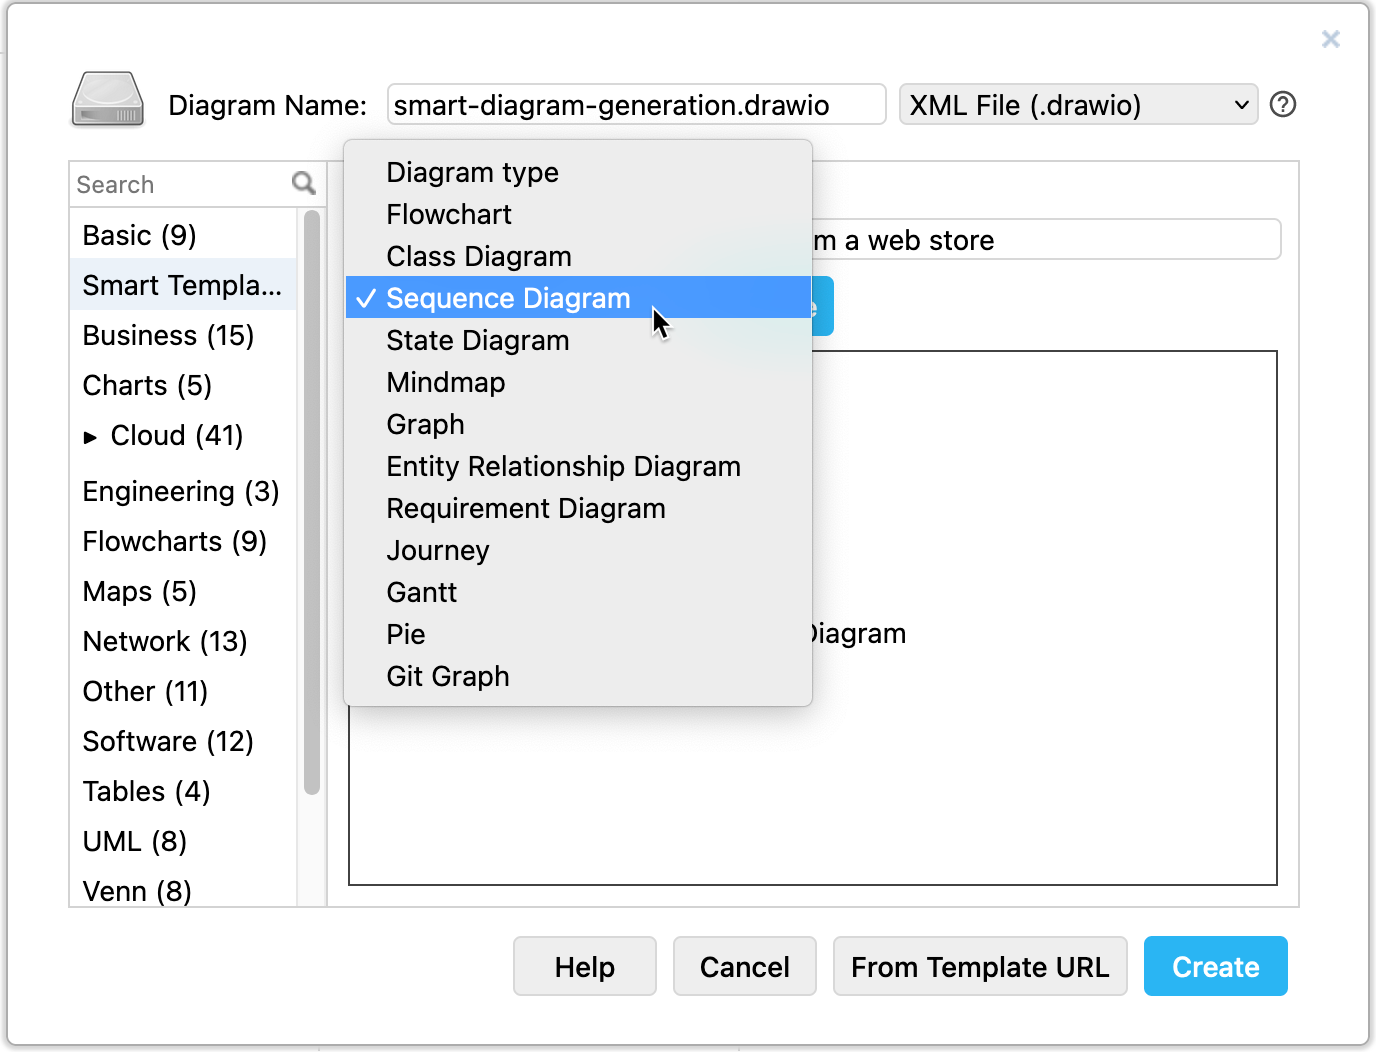 Diagram Name: smart-diagram-generation.drawio XML File (.drawio)
Search
Basic (9)
Smart Templa...
Business (15)
Charts (5)
Cloud (41)
Engineering (3)
Flowcharts (9)
Maps (5)
Network (13)
Other (11)
Software (12)
Tables (4)
UML (8)
Venn (8)
Diagram type
Flowchart
Class Diagram
Sequence Diagram
State Diagram
Mindmap
Graph
Entity Relationship Diagram
Requirement Diagram
Journey
Gantt
Pie
Git Graph
m a web store
Diagram
Help Cancel From Template URL Create